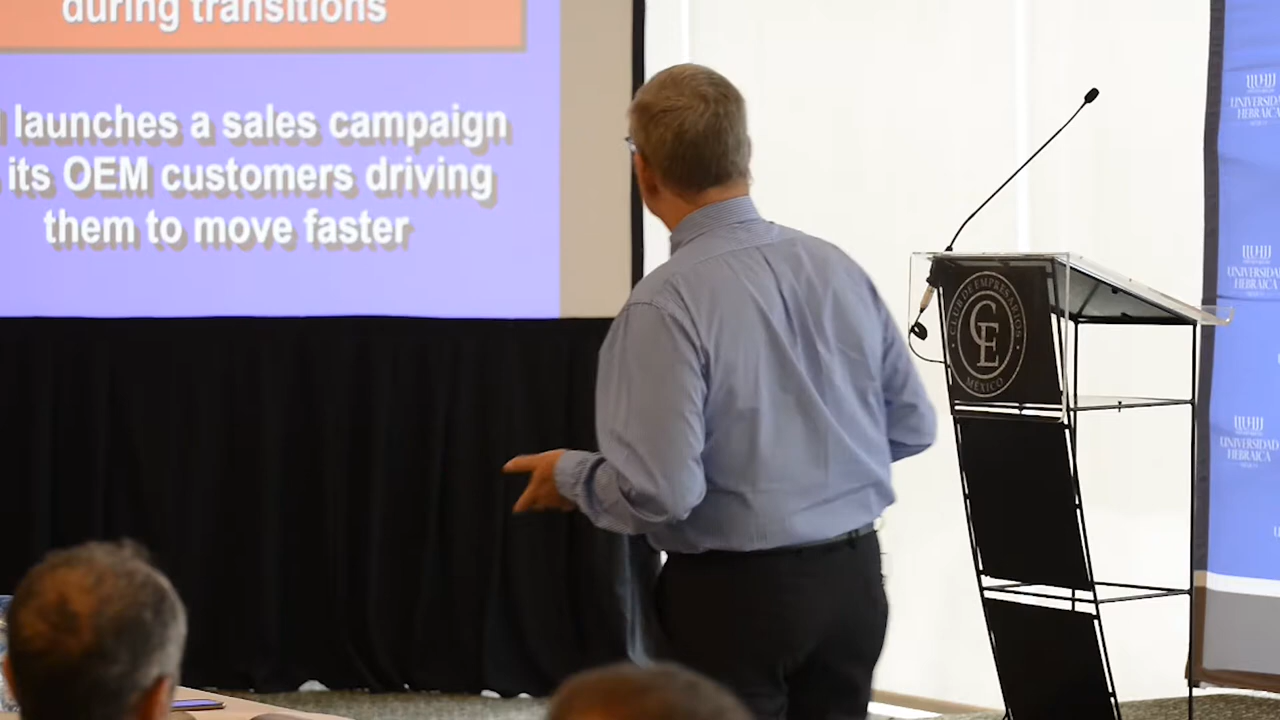 during transitions
launches a sales campaign
its OEM customers driving
them to move faster
CLUB DE EMPRESARIOS
CE
MÉXICO
UNIVERSIDAD
HEBRAICA
UNIVERSIDAD
HEBRAICA
UNIVERSIDAD
HEBRAICA